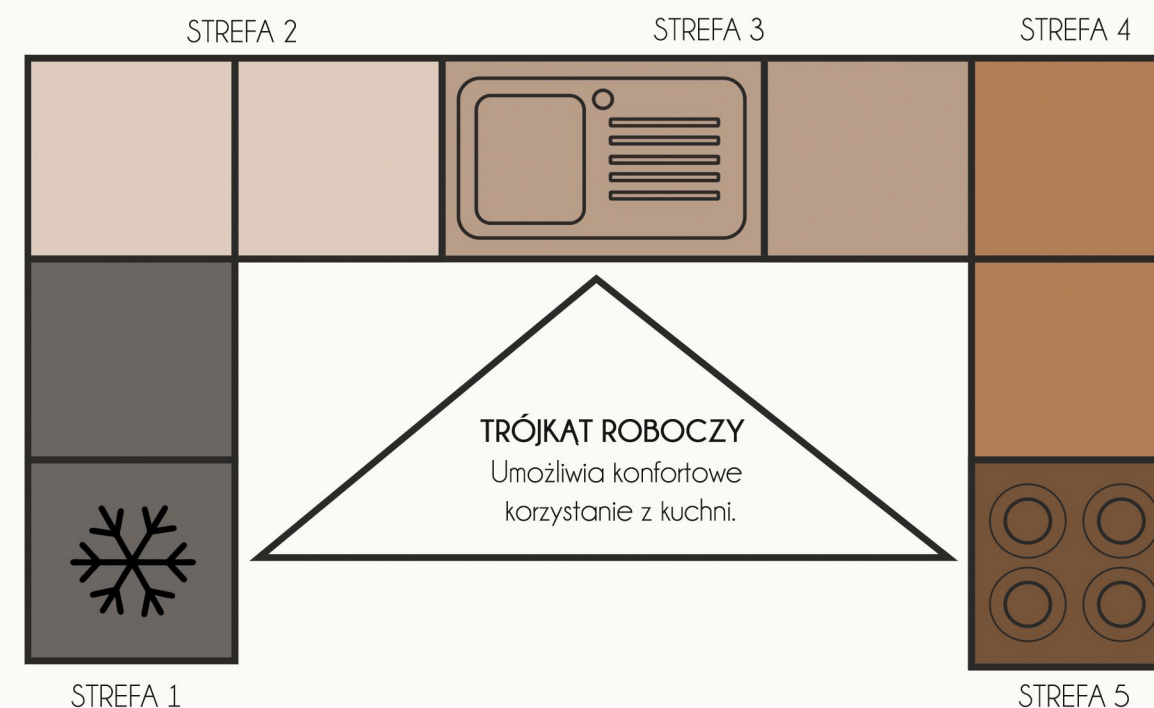 STREFA 2
STREFA 3
STREFA 4
TRÓJKĄT ROBOCZY
Umożliwia konfortowe
korzystanie z kuchni.
STREFA 1
STREFA 5